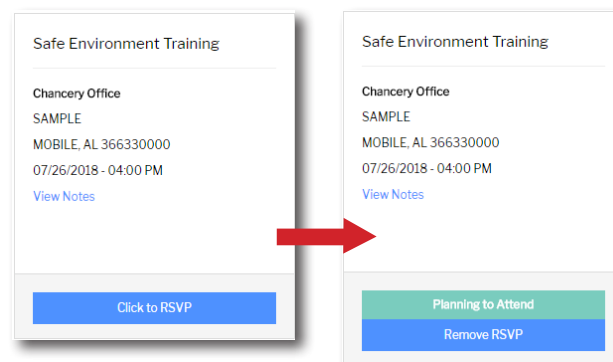 Safe Environment Training
Chancery Office
SAMPLE
MOBILE, AL 366330000
07/26/2018 - 04:00 PM
View Notes
Click to RSVP
Safe Environment Training
Chancery Office
SAMPLE
MOBILE, AL 366330000
07/26/2018 - 04:00 PM
View Notes
Planning to Attend
Remove RSVP